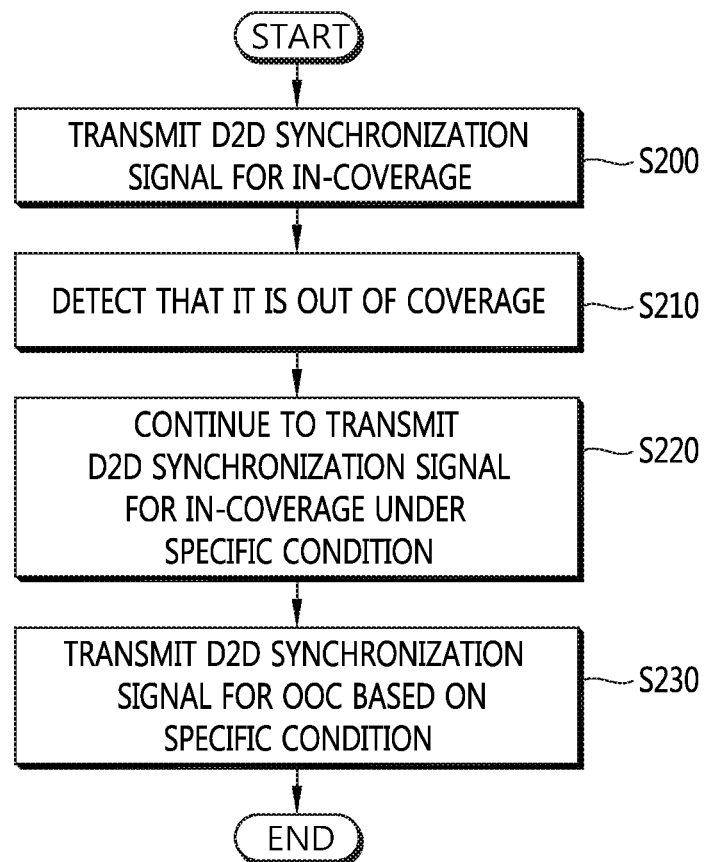 START
TRANSMIT D2D SYNCHRONIZATION
SIGNAL FOR IN-COVERAGE
S200
DETECT THAT IT IS OUT OF COVERAGE
S210
CONTINUE TO TRANSMIT
D2D SYNCHRONIZATION SIGNAL
FOR IN-COVERAGE UNDER
SPECIFIC CONDITION
S220
TRANSMIT D2D SYNCHRONIZATION
SIGNAL FOR OOC BASED ON
SPECIFIC CONDITION
S230
END